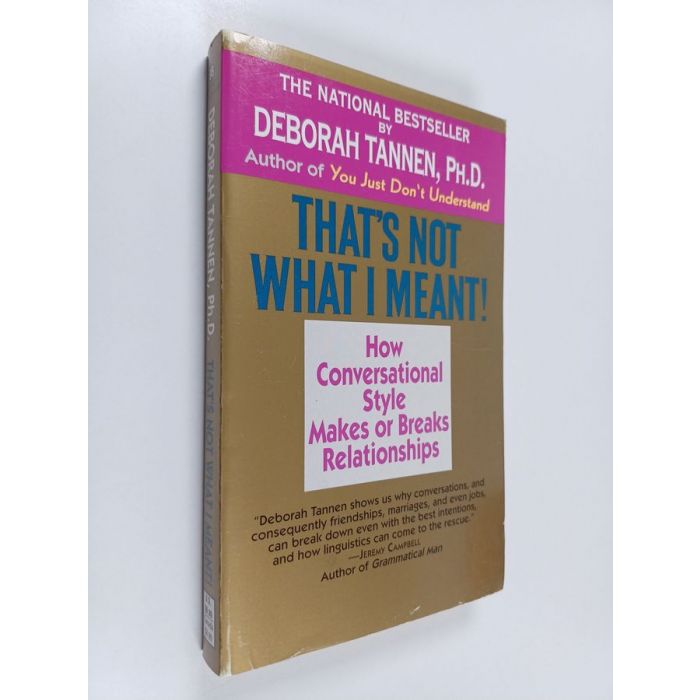 THE NATIONAL BESTSELLER
BY
DEBORAH TANNEN, PH.D.
Author of You Just Don't Understand
THAT'S NOT
WHAT I MEANT!
How
Conversational
Style
Makes or Breaks
Relationships
"Deborah Tannen shows us why conversations, and
consequently friendships, marriages, and even jobs,
can break down even with the best intentions,
and how linguistics can come to the rescue."
—JEREMY CAMPBELL
Author of Grammatical Man
DEBORAH TANNEN, Ph.D. THAT'S NOT WHAT I MEANT!